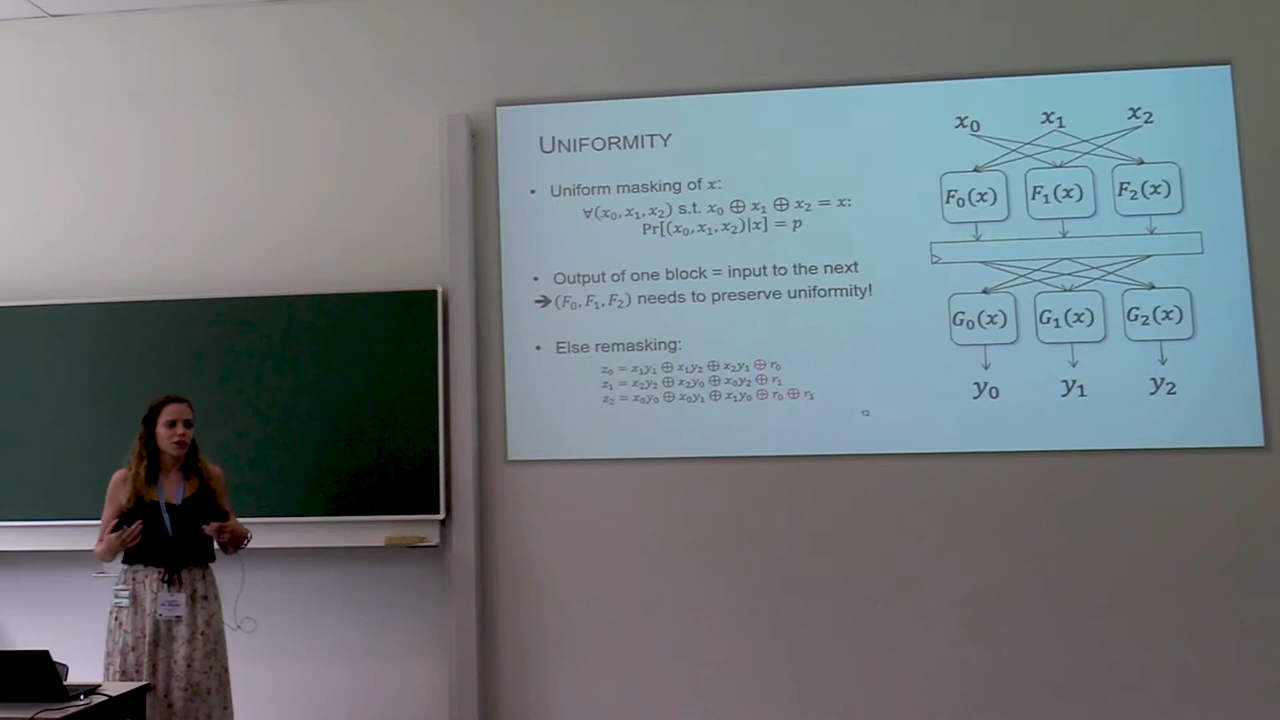 UNIFORMITY
• Uniform masking of x:
∀(x₀, x₁, x₂) s.t. x₀ ⊕ x₁ ⊕ x₂ = x:
Pr[(x₀, x₁, x₂)|x] = p
• Output of one block = input to the next
➔ (F₀, F₁, F₂) needs to preserve uniformity!
• Else remasking:
z₀ = x₁y₁ ⊕ x₁y₂ ⊕ x₂y₁ ⊕ r₀
z₁ = x₂y₂ ⊕ x₂y₀ ⊕ x₀y₂ ⊕ r₁
z₂ = x₀y₀ ⊕ x₀y₁ ⊕ x₁y₀ ⊕ r₀ ⊕ r₁
12
x₀ x₁ x₂
F₀(x) F₁(x) F₂(x)
G₀(x) G₁(x) G₂(x)
y₀ y₁ y₂